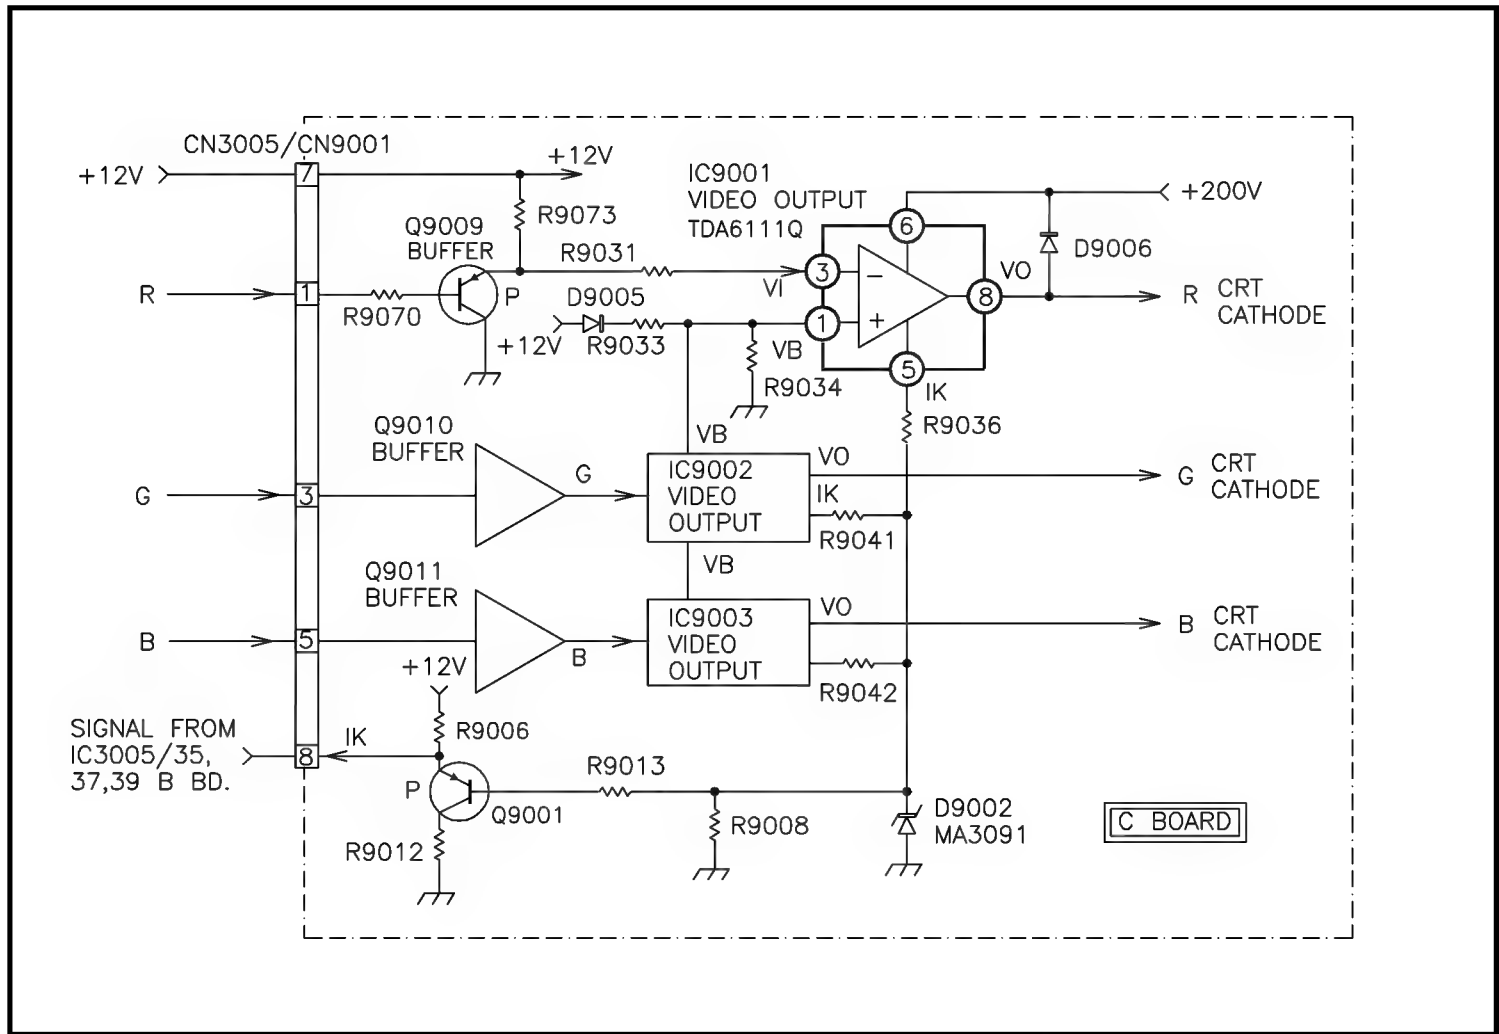 CN3005/CN9001
+12V
7
+12V
IC9001
VIDEO OUTPUT
TDA6111Q
6
+200V
Q9009
BUFFER
R9073
R9031
D9006
3
VI
VO
8
R
1
R9070
P
D9005
+12V
R9033
VB
1
R9034
5
IK
R CRT
CATHODE
R9036
Q9010
BUFFER
VB
G
3
G
IC9002
VIDEO
OUTPUT
VO
IK
R9041
G CRT
CATHODE
Q9011
BUFFER
VB
B
5
B
IC9003
VIDEO
OUTPUT
VO
R9042
B CRT
CATHODE
+12V
R9006
SIGNAL FROM
IC3005/35,
37,39 B BD.
8
IK
P
Q9001
R9013
R9012
R9008
D9002
MA3091
C BOARD
−
+